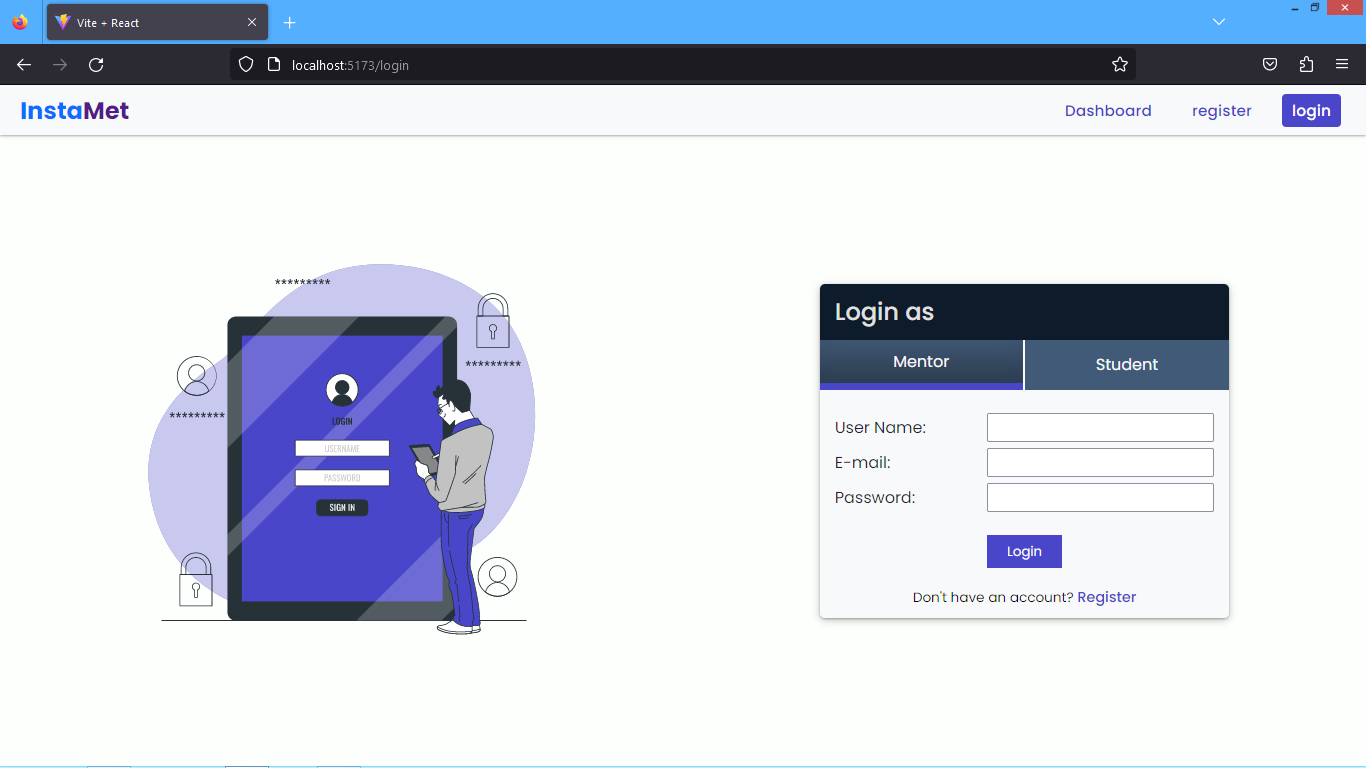 Vite + React
localhost:5173/login
InstaMet
Dashboard
register
login
*********
*********
*********
LOGIN
USERNAME
PASSWORD
SIGN IN
Login as
Mentor
Student
User Name:
E-mail:
Password:
Login
Don't have an account? Register